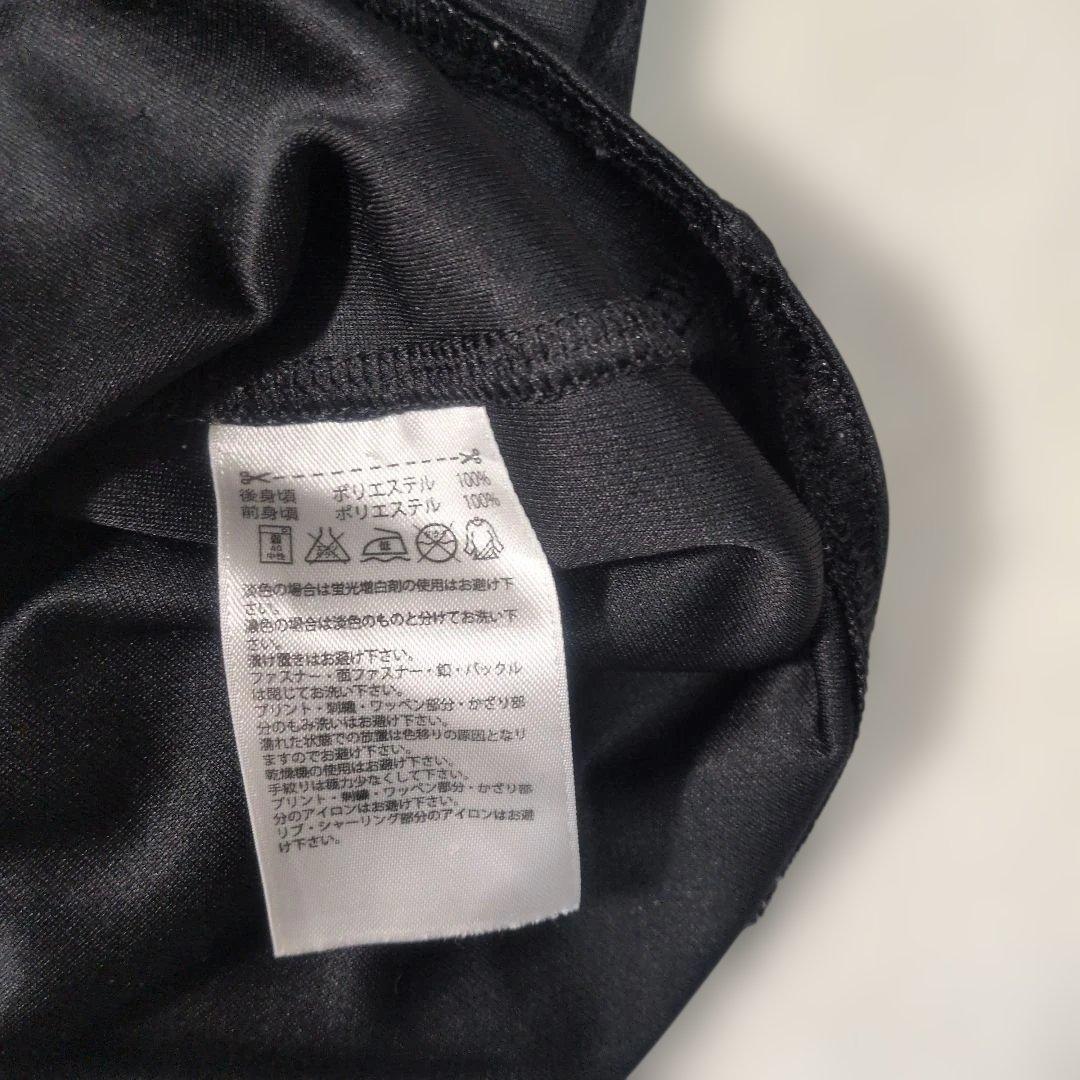 後身頃 ポリエステル 100%
前身頃 ポリエステル 100%
弱
40
中性
低
淡色の場合は蛍光増白剤の使用はお避け下
さい。
濃色の場合は淡色のものと分けてお洗い下
さい。
漬け置きはお避け下さい。
ファスナー・面ファスナー・釦・バックル
は閉じてお洗い下さい。
プリント・刺繍・ワッペン部分・かざり部
分のもみ洗いはお避け下さい。
濡れた状態での放置は色移りの原因となり
ますのでお避け下さい。
乾燥機の使用はお避け下さい。
手絞りは極力少なくして下さい。
プリント・刺繍・ワッペン部分・かざり部
分のアイロンはお避け下さい。
リブ・シャーリング部分のアイロンはお避
け下さい。